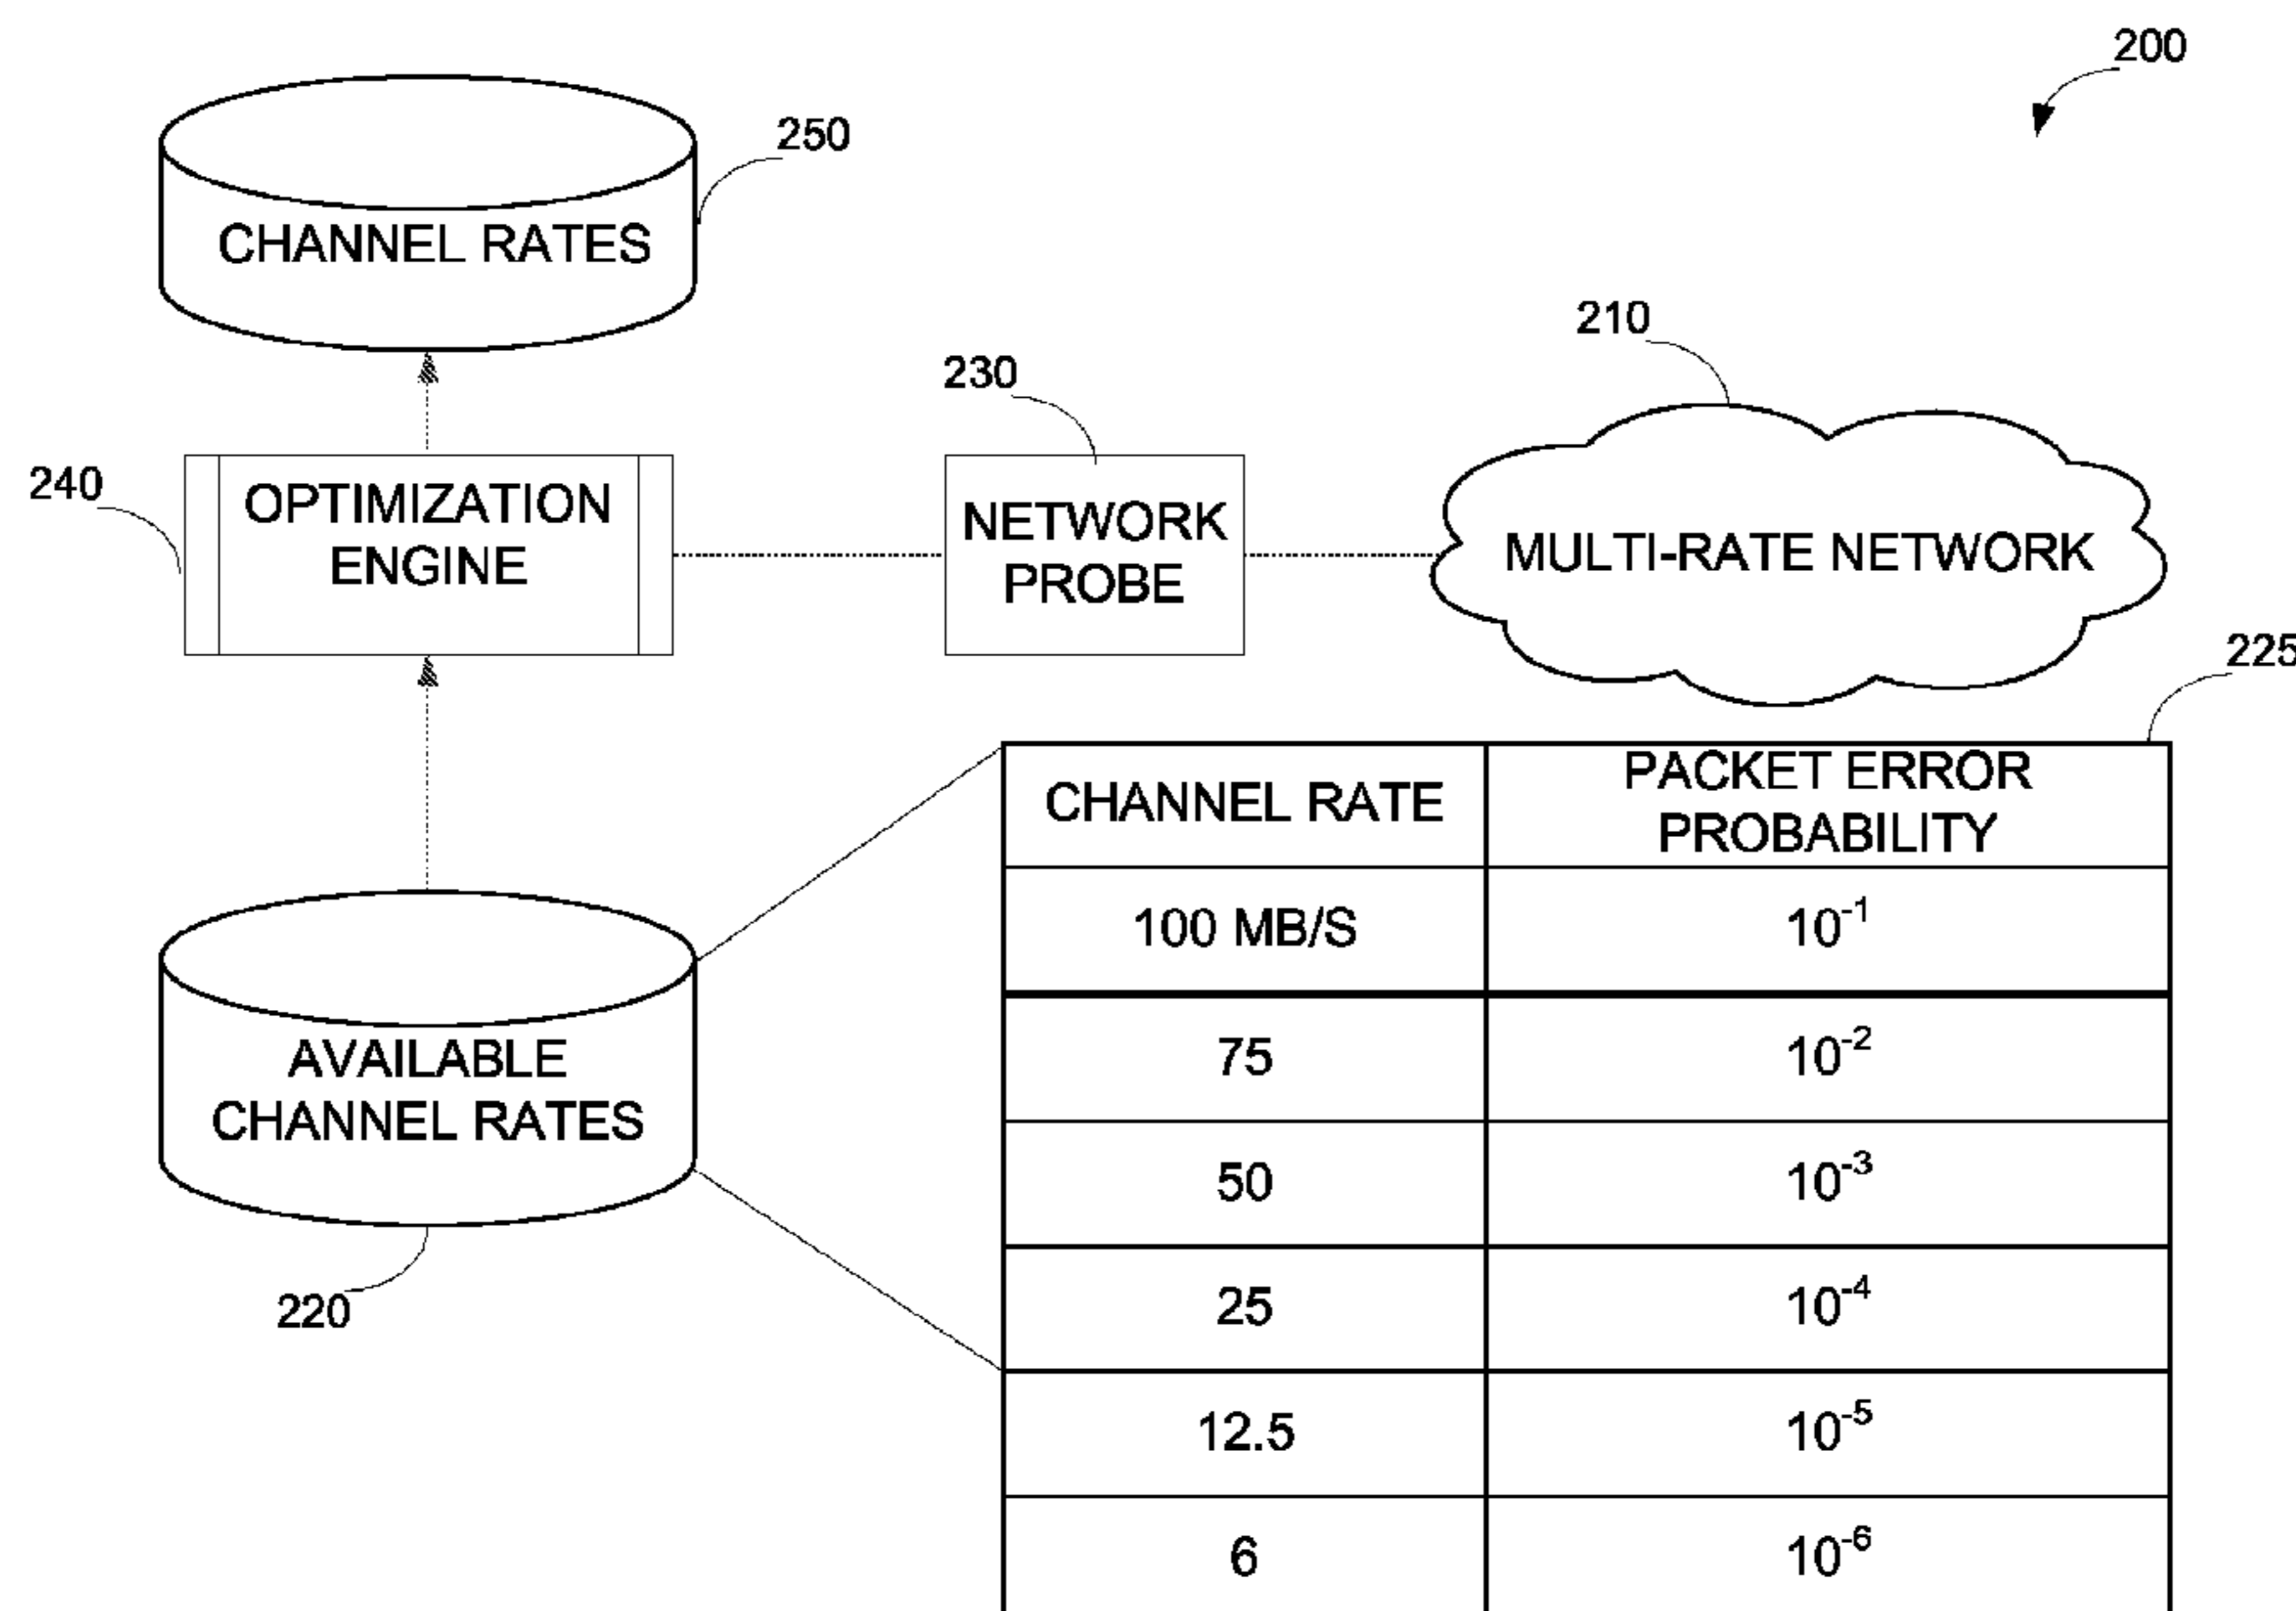 200
250
CHANNEL RATES
210
230
240
OPTIMIZATION
ENGINE
NETWORK
PROBE
MULTI-RATE NETWORK
225
AVAILABLE
CHANNEL RATES
220
CHANNEL RATE
PACKET ERROR
PROBABILITY
100 MB/S
10⁻¹
75
10⁻²
50
10⁻³
25
10⁻⁴
12.5
10⁻⁵
6
10⁻⁶